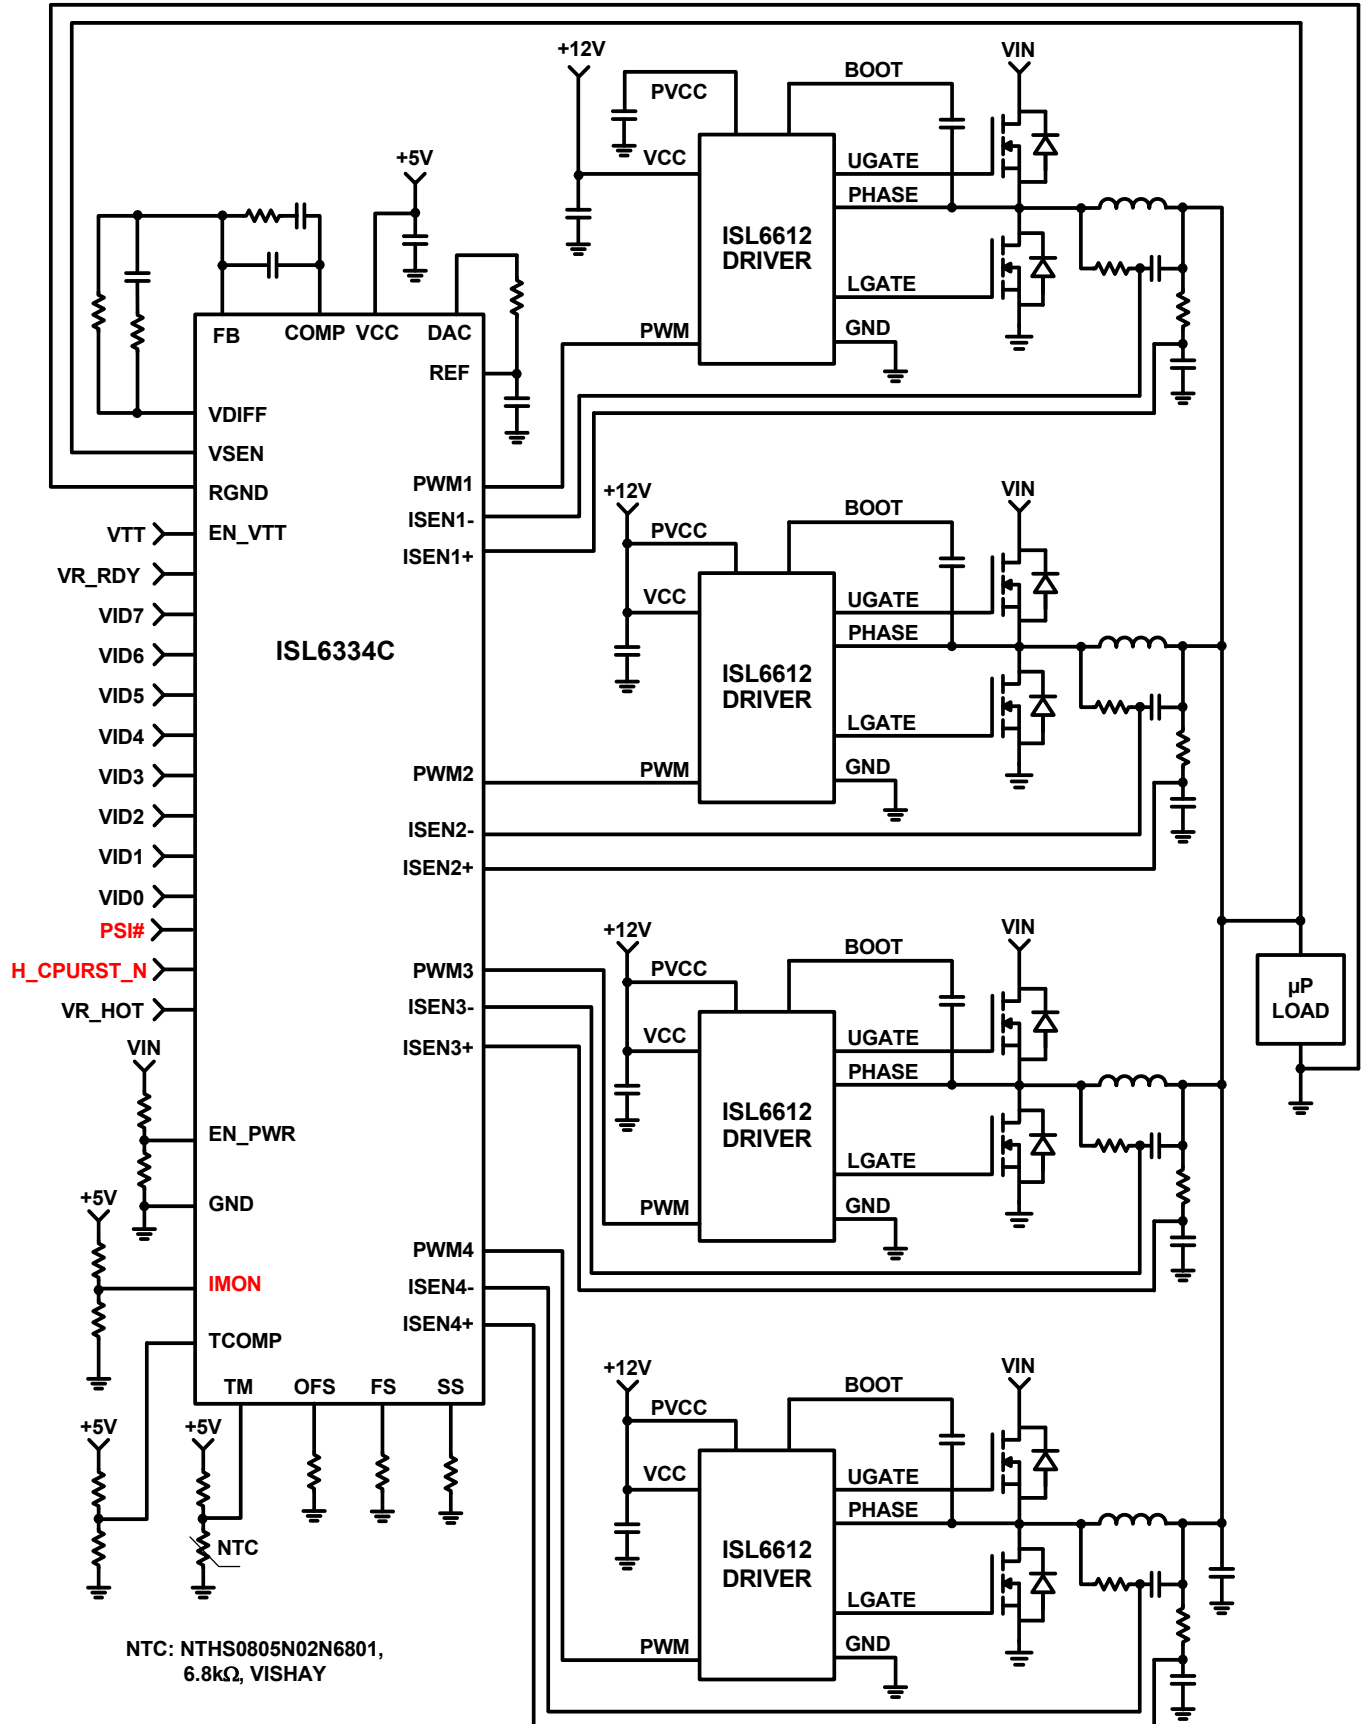 +12V
PVCC
BOOT
VIN
VCC
UGATE
PHASE
ISL6612
DRIVER
LGATE
PWM
GND
+5V
FB
COMP
VCC
DAC
REF
VDIFF
VSEN
RGND
EN_VTT
PWM1
ISEN1-
ISEN1+
VTT
VR_RDY
VID7
VID6
VID5
VID4
VID3
VID2
VID1
VID0
PSI#
H_CPURST_N
VR_HOT
ISL6334C
+12V
PVCC
BOOT
VIN
VCC
UGATE
PHASE
ISL6612
DRIVER
LGATE
PWM
GND
PWM2
ISEN2-
ISEN2+
+12V
PVCC
BOOT
VIN
VCC
UGATE
PHASE
ISL6612
DRIVER
LGATE
PWM
GND
PWM3
ISEN3-
ISEN3+
µP
LOAD
VIN
EN_PWR
GND
+5V
IMON
TCOMP
PWM4
ISEN4-
ISEN4+
TM
OFS
FS
SS
+5V
+5V
NTC
+12V
PVCC
BOOT
VIN
VCC
UGATE
PHASE
ISL6612
DRIVER
LGATE
PWM
GND
NTC: NTHS0805N02N6801,
6.8kΩ, VISHAY